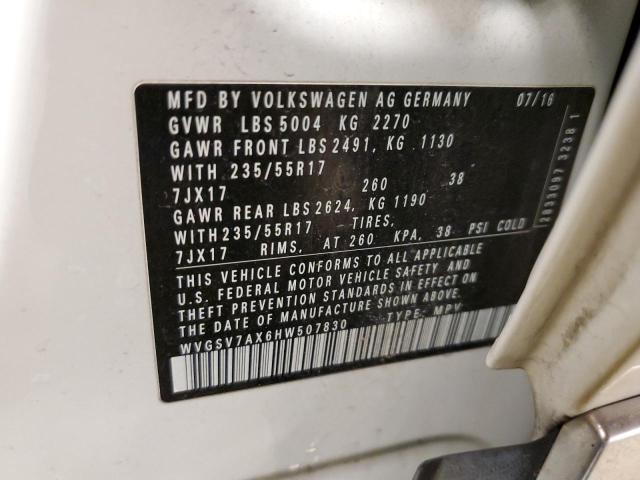 MFD BY VOLKSWAGEN AG GERMANY 07/16
GVWR LBS 5004 KG 2270
GAWR FRONT LBS 2491, KG 1130
WITH 235/55R17
7JX17 260 38
GAWR REAR LBS 2624, KG 1190
WITH 235/55R17 TIRES,
7JX17 RIMS, AT 260 KPA, 38 PSI COLD
THIS VEHICLE CONFORMS TO ALL APPLICABLE
U.S. FEDERAL MOTOR VEHICLE SAFETY AND
THEFT PREVENTION STANDARDS IN EFFECT ON
THE DATE OF MANUFACTURE SHOWN ABOVE.
WVGSV7AX6HW507830 TYPE: MPV
2833097 3238 1